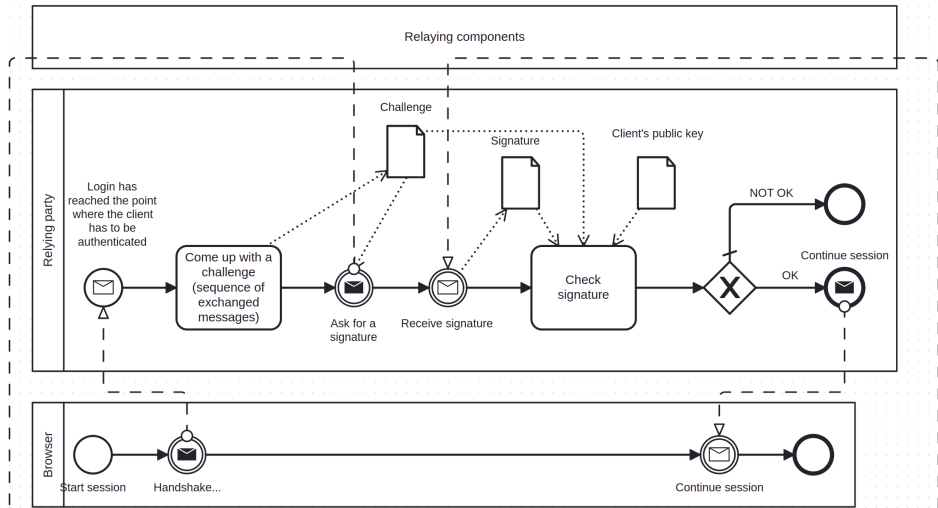 Relaying components
Relying party
Challenge
Signature
Client's public key
Login has
reached the point
where the client
has to be
authenticated
Come up with a
challenge
(sequence of
exchanged
messages)
Ask for a
signature
Receive signature
Check
signature
NOT OK
OK
Continue session
Browser
Start session
Handshake...
Continue session